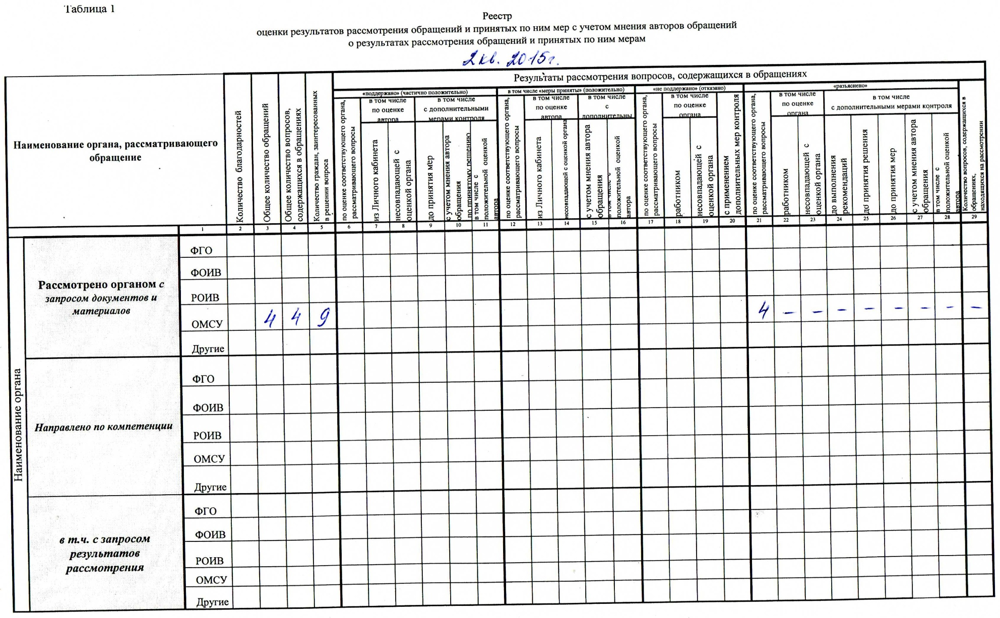 Таблица 1
Реестр
оценки результатов рассмотрения обращений и принятых по ним мер с учетом мнения авторов обращений
о результатах рассмотрения обращений и принятых по ним мерам
2 кв. 2015г.
Наименование органа, рассматривающего
обращение
Количество благодарностей
Общее количество обращений
Общее количество вопросов,
содержащихся в обращениях
Количество граждан, заинтересованных
в решении вопроса
Результаты рассмотрения вопросов, содержащихся в обращениях
«поддержано» (частично положительно)
по оценке соответствующего органа,
рассматривающего вопросы
в том числе
по оценке
автора
из Личного кабинета
несовпадающей с
оценкой органа
в том числе
с дополнительными
мерами контроля
до принятия мер
с учетом мнения автора
обращения
по принятому решению
в том числе с
положительной оценкой
автора
в том числе «меры приняты» (положительно)
по оценке соответствующего органа,
рассматривающего вопросы
в том числе
по оценке
автора
из Личного кабинета
несовпадающей с оценкой органа
в том числе
с
дополнительны
с учетом мнения автора
обращения
в том числе с
положительной оценкой
автора
«не поддержано» (отказано)
по оценке соответствующего органа,
рассматривающего вопросы
в том числе
по оценке
органа
работником
несовпадающей с
оценкой органа
с применением
дополнительных мер контроля
«разъяснено»
по оценке соответствующего органа,
рассматривающего вопросы
в том числе
по оценке
органа
работником
несовпадающей с
оценкой органа
в том числе
с дополнительными мерами контроля
до выполнения
рекомендаций
до принятия решения
до принятия мер
с учетом мнения автора
обращения
в том числе с
положительной оценкой
автора
Количество вопросов, содержащихся в
обращениях,
находящихся на рассмотрении
1 2 3 4 5 6 7 8 9 10 11 12 13 14 15 16 17 18 19 20 21 22 23 24 25 26 27 28 29
Наименование органа
Рассмотрено органом с
запросом документов и
материалов
ФГО
ФОИВ
РОИВ
ОМСУ 4 4 9 4 – – – – – – – –
Другие
Направлено по компетенции
ФГО
ФОИВ
РОИВ
ОМСУ
Другие
в т.ч. с запросом
результатов
рассмотрения
ФГО
ФОИВ
РОИВ
ОМСУ
Другие